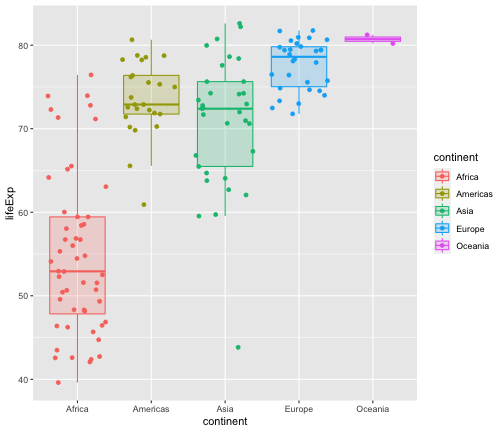 80
70
60
50
40
lifeExp
Africa Americas Asia Europe Oceania
continent
continent
Africa
Americas
Asia
Europe
Oceania